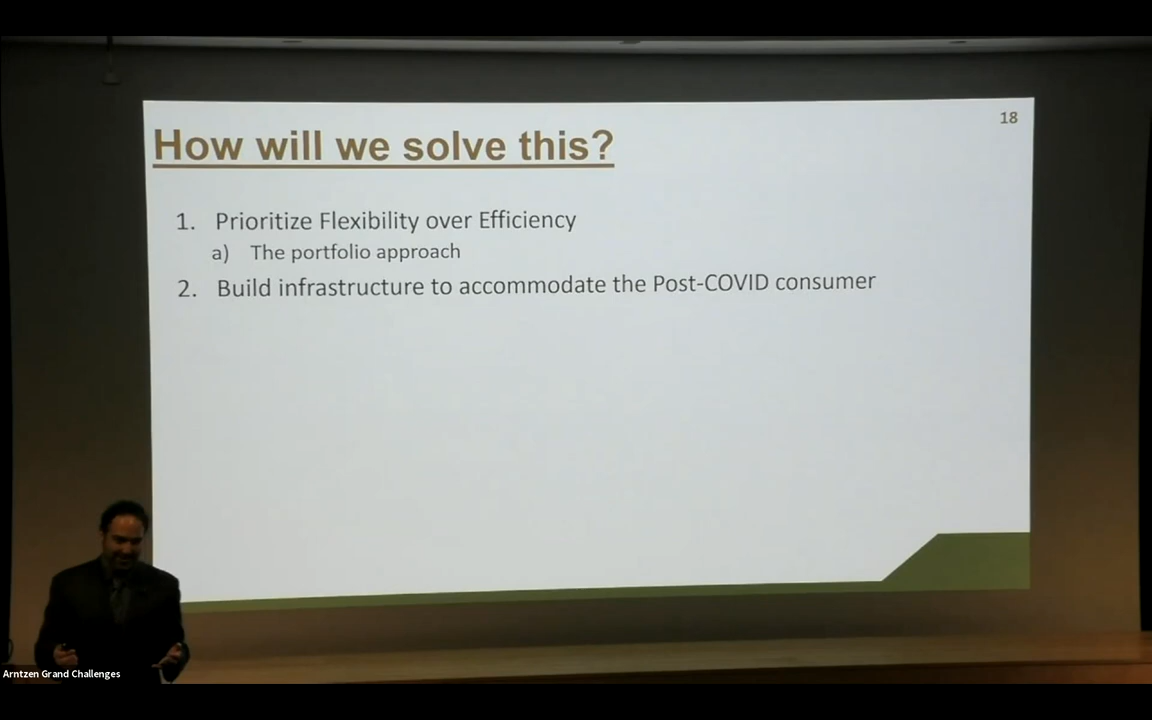 18
How will we solve this?
1. Prioritize Flexibility over Efficiency
a) The portfolio approach
2. Build infrastructure to accommodate the Post-COVID consumer
Arntzen Grand Challenges